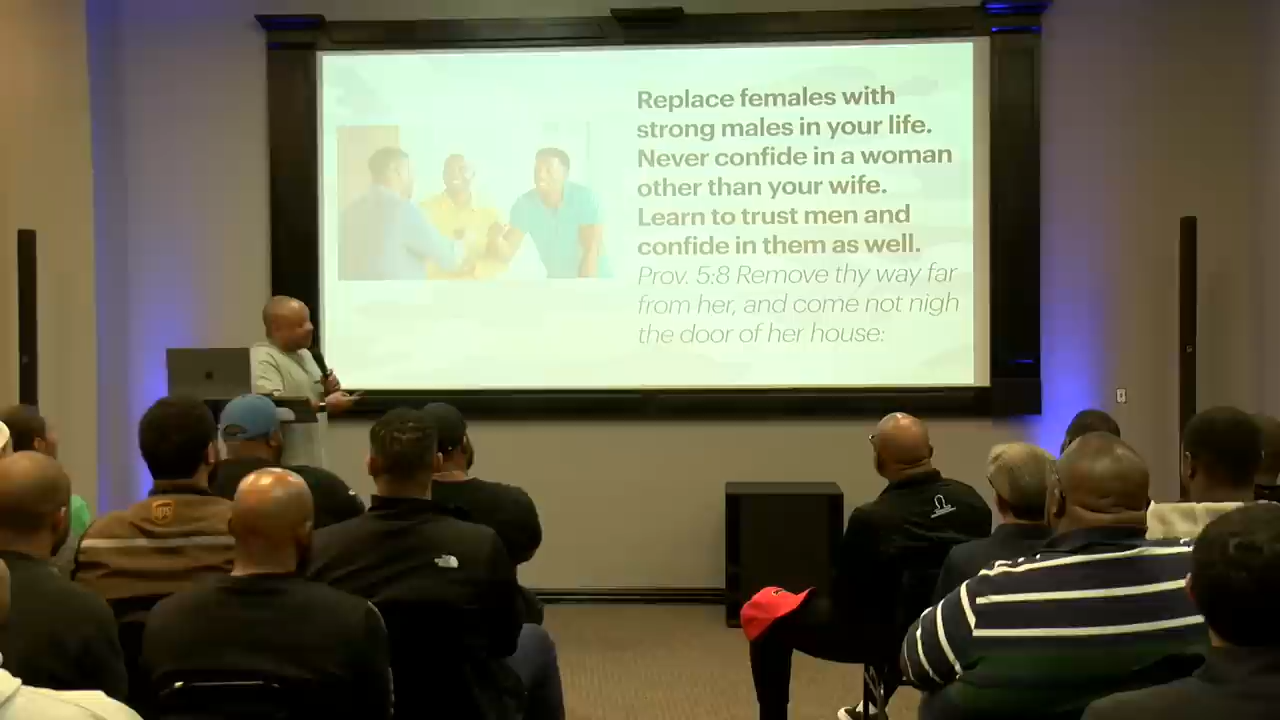 Replace females with
strong males in your life.
Never confide in a woman
other than your wife.
Learn to trust men and
confide in them as well.
Prov. 5:8 Remove thy way far
from her, and come not nigh
the door of her house:
ups